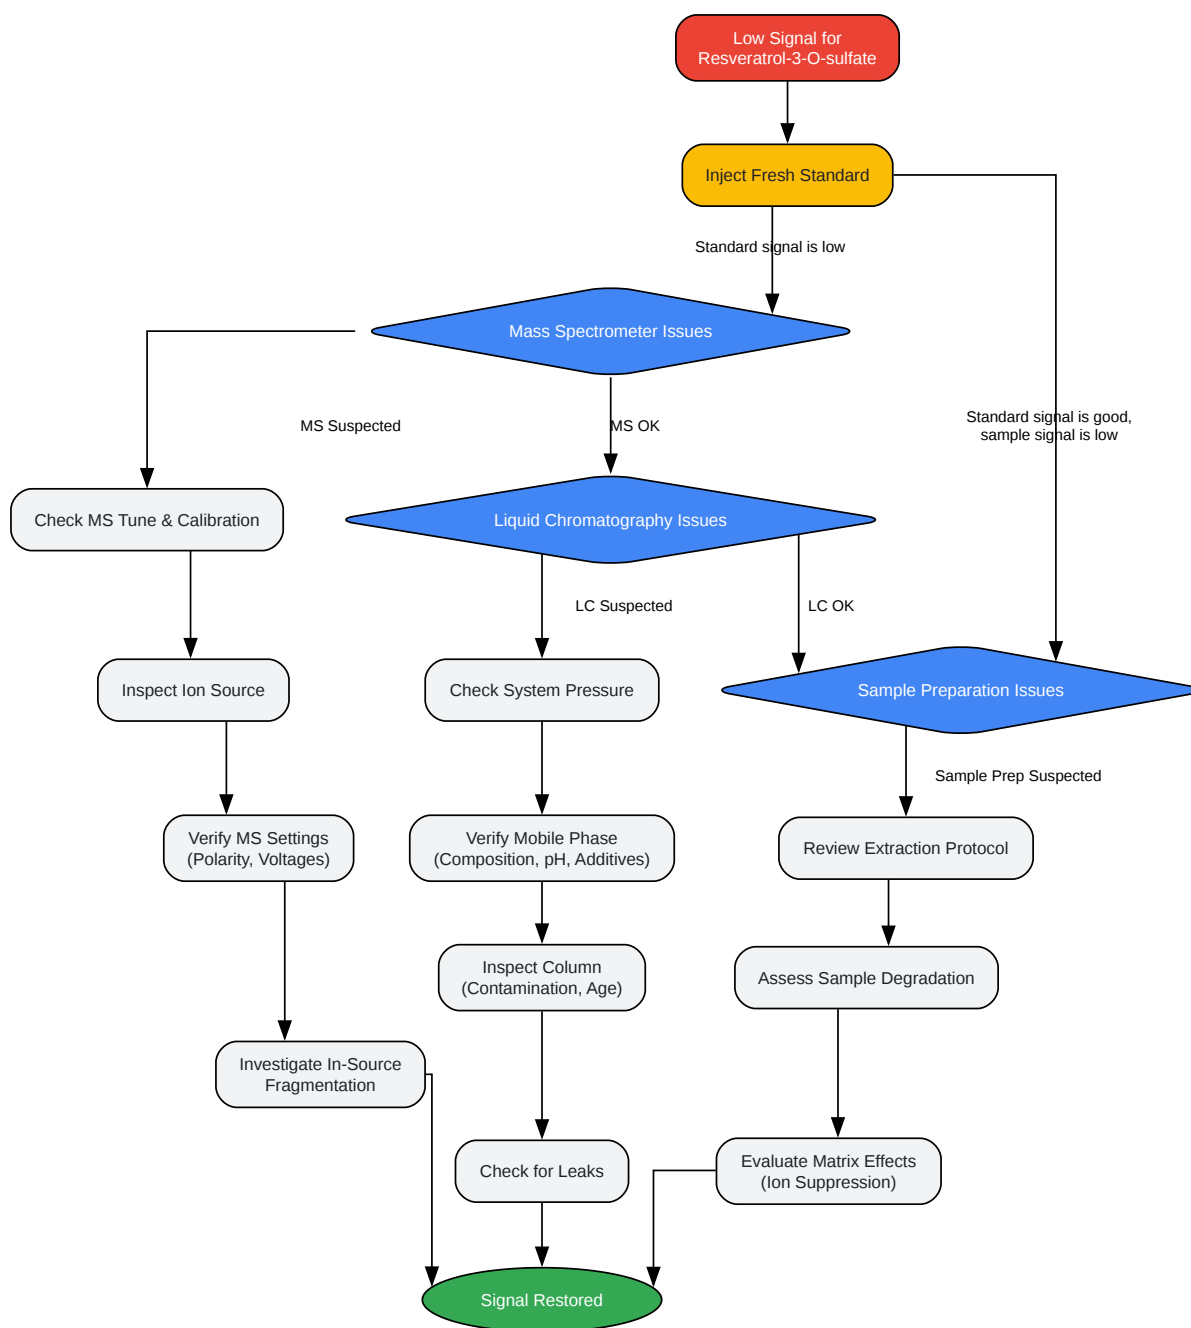 Low Signal for
Resveratrol-3-O-sulfate
Inject Fresh Standard
Standard signal is low
Mass Spectrometer Issues
MS Suspected
MS OK
Standard signal is good,
sample signal is low
Check MS Tune & Calibration
Liquid Chromatography Issues
LC Suspected
LC OK
Inspect Ion Source
Check System Pressure
Sample Preparation Issues
Sample Prep Suspected
Verify MS Settings
(Polarity, Voltages)
Verify Mobile Phase
(Composition, pH, Additives)
Review Extraction Protocol
Inspect Column
(Contamination, Age)
Assess Sample Degradation
Investigate In-Source
Fragmentation
Check for Leaks
Evaluate Matrix Effects
(Ion Suppression)
Signal Restored